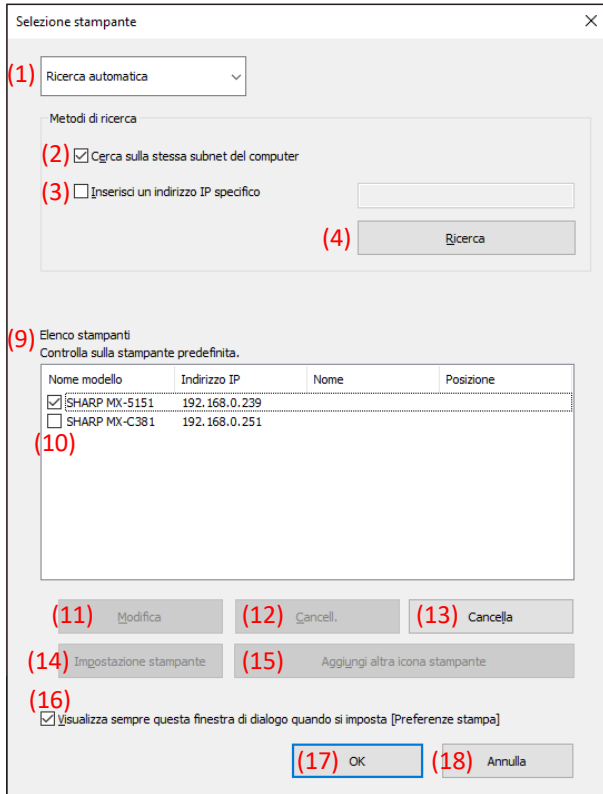 Selezione stampante
(1) Ricerca automatica
Metodi di ricerca
(2) Cerca sulla stessa subnet del computer
(3) Inserisci un indirizzo IP specifico
(4) Ricerca
(9) Elenco stampanti
Controlla sulla stampante predefinita.
Nome modello Indirizzo IP Nome Posizione
SHARP MX-5151 192.168.0.239
SHARP MX-C381 192.168.0.251
(10)
(11) Modifica (12) Cancell. (13) Cancella
(14) Impostazione stampante (15) Aggiungi altra icona stampante
(16)
Visualizza sempre questa finestra di dialogo quando si imposta [Preferenze stampa]
(17) OK (18) Annulla